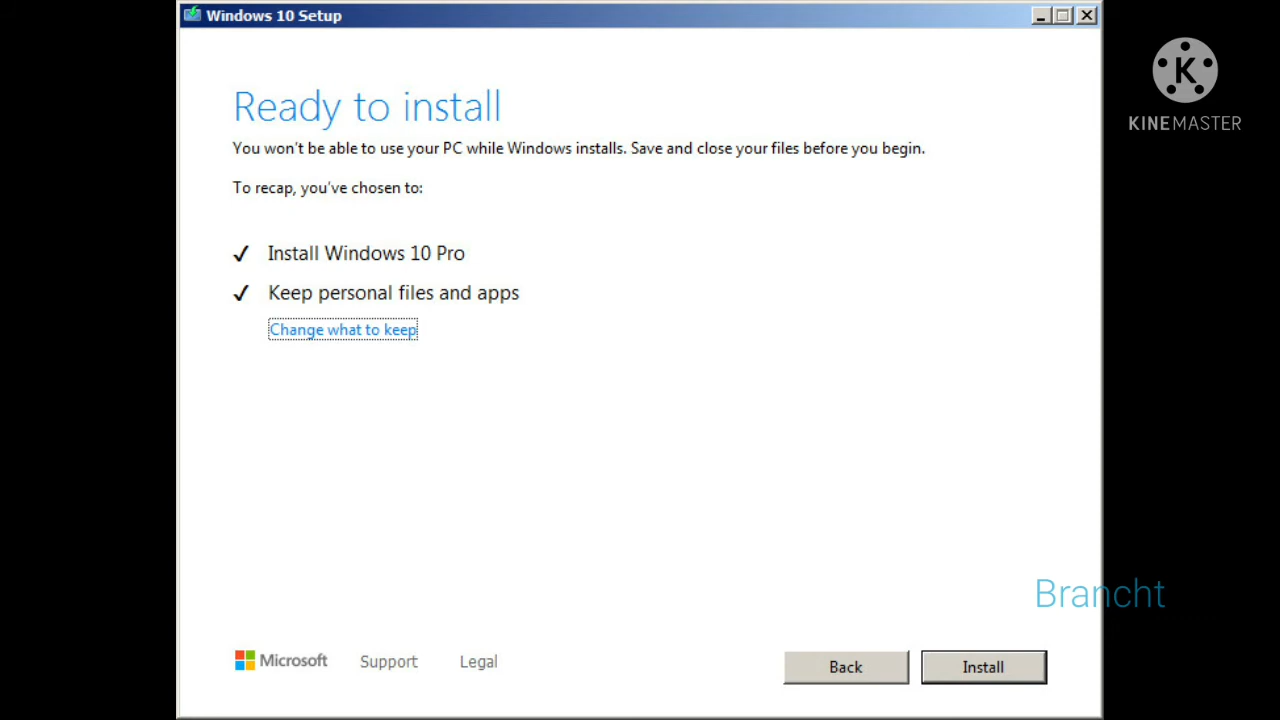 Windows 10 Setup
K
KINEMASTER
Ready to install
You won't be able to use your PC while Windows installs. Save and close your files before you begin.
To recap, you've chosen to:
✓ Install Windows 10 Pro
✓ Keep personal files and apps
Change what to keep
Brancht
Microsoft Support Legal Back Install